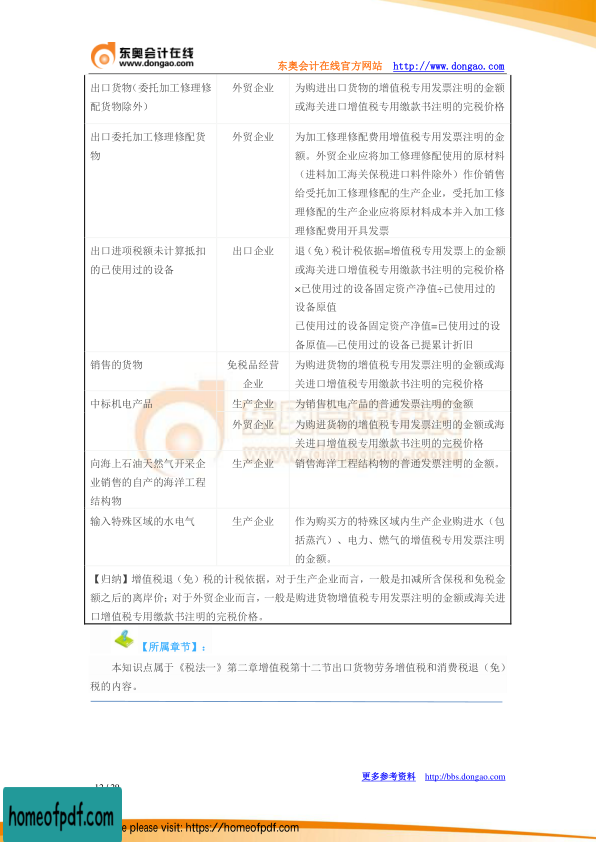 东奥会计在线
www.dongao.com
东奥会计在线官方网站 http://www.dongao.com
出口货物（委托加工修理修
配货物除外）
外贸企业
为购进出口货物的增值税专用发票注明的金额
或海关进口增值税专用缴款书注明的完税价格
出口委托加工修理修配货
物
外贸企业
为加工修理修配费用增值税专用发票注明的金
额。外贸企业应将加工修理修配使用的原材料
（进料加工海关保税进口料件除外）作价销售
给受托加工修理修配的生产企业，受托加工修
理修配的生产企业应将原材料成本并入加工修
理修配费用开具发票
出口进项税额未计算抵扣
的已使用过的设备
出口企业
退（免）税计税依据=增值税专用发票上的金额
或海关进口增值税专用缴款书注明的完税价格
×已使用过的设备固定资产净值÷已使用过的
设备原值
已使用过的设备固定资产净值=已使用过的设
备原值—已使用过的设备已提累计折旧
销售的货物
免税品经营
企业
为购进货物的增值税专用发票注明的金额或海
关进口增值税专用缴款书注明的完税价格
中标机电产品
生产企业
为销售机电产品的普通发票注明的金额
外贸企业
为购进货物的增值税专用发票注明的金额或海
关进口增值税专用缴款书注明的完税价格
向海上石油天然气开采企
业销售的自产的海洋工程
结构物
生产企业
销售海洋工程结构物的普通发票注明的金额。
输入特殊区域的水电气
生产企业
作为购买方的特殊区域内生产企业购进水（包
括蒸汽）、电力、燃气的增值税专用发票注明
的金额。
【归纳】增值税退（免）税的计税依据，对于生产企业而言，一般是扣减所含保税和免税金
额之后的离岸价；对于外贸企业而言，一般是购进货物增值税专用发票注明的金额或海关进
口增值税专用缴款书注明的完税价格。
【所属章节】：
本知识点属于《税法一》第二章增值税第十二节出口货物劳务增值税和消费税退（免）
税的内容。
更多参考资料 http://bbs.dongao.com
homeofpdf.com
e please visit: https://homeofpdf.com